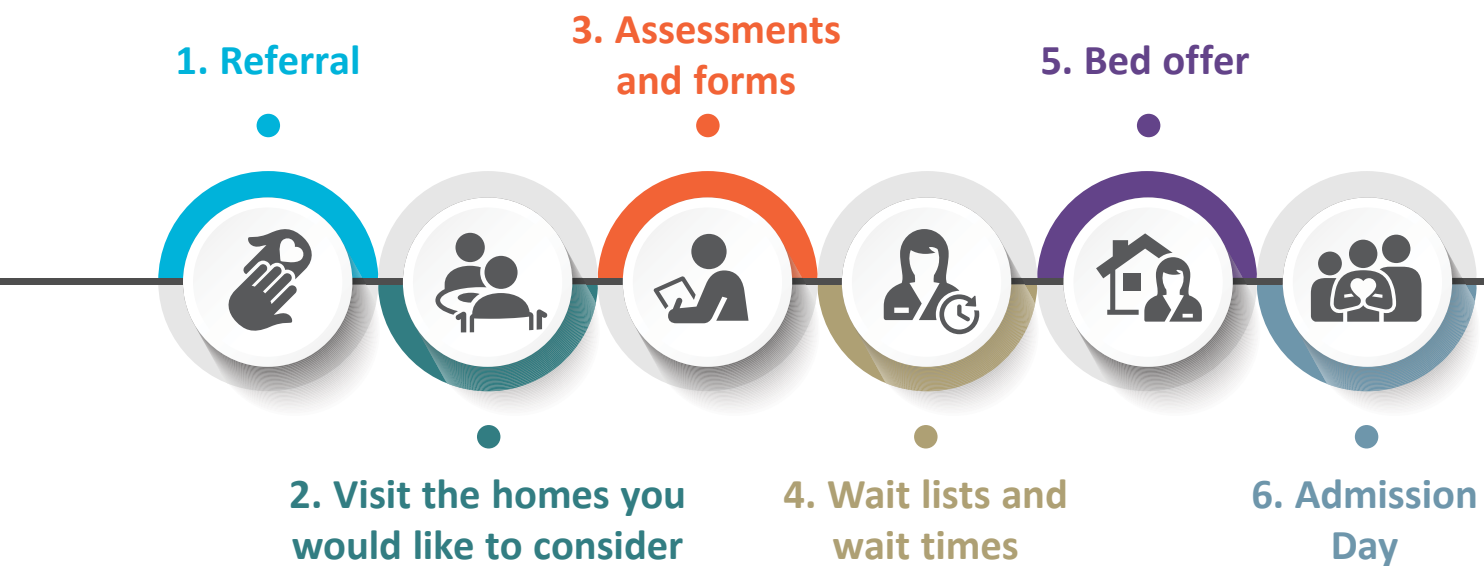 1. Referral
2. Visit the homes you
would like to consider
3. Assessments
and forms
4. Wait lists and
wait times
5. Bed offer
6. Admission
Day